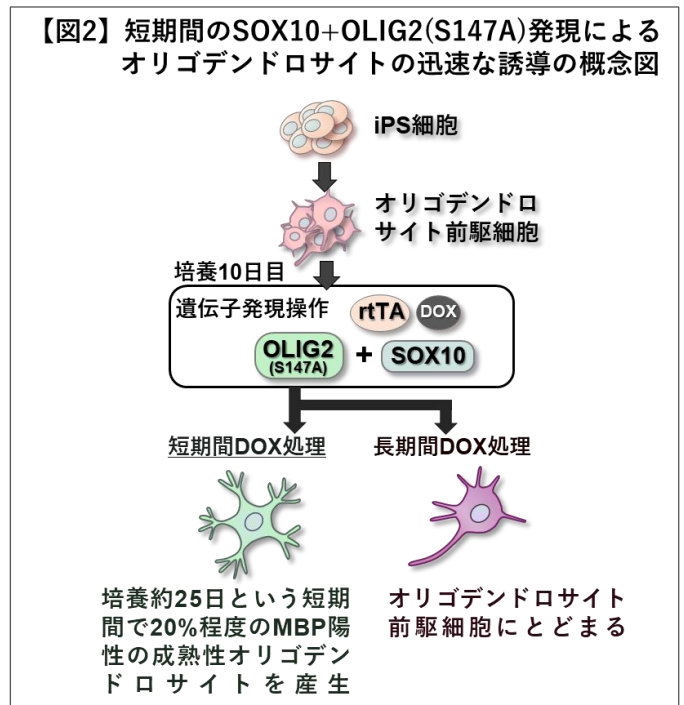 【図2】短期間のSOX10+OLIG2(S147A)発現による
オリゴデンドロサイトの迅速な誘導の概念図
iPS細胞
オリゴデンドロ
サイト前駆細胞
培養10日目
遺伝子発現操作
rtTA
DOX
OLIG2
(S147A)
+
SOX10
短期間DOX処理
長期間DOX処理
培養約25日という短期
間で20%程度のMBP陽
性の成熟性オリゴデン
ドロサイトを産生
オリゴデンドロサイト
前駆細胞にとどまる